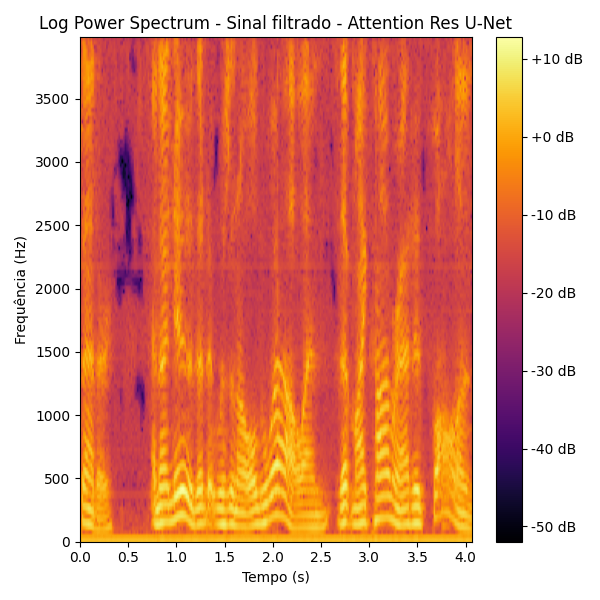 Log Power Spectrum - Sinal filtrado - Attention Res U-Net
Frequência (Hz)
3500
3000
2500
2000
1500
1000
500
0
0.0 0.5 1.0 1.5 2.0 2.5 3.0 3.5 4.0
Tempo (s)
+10 dB
+0 dB
-10 dB
-20 dB
-30 dB
-40 dB
-50 dB